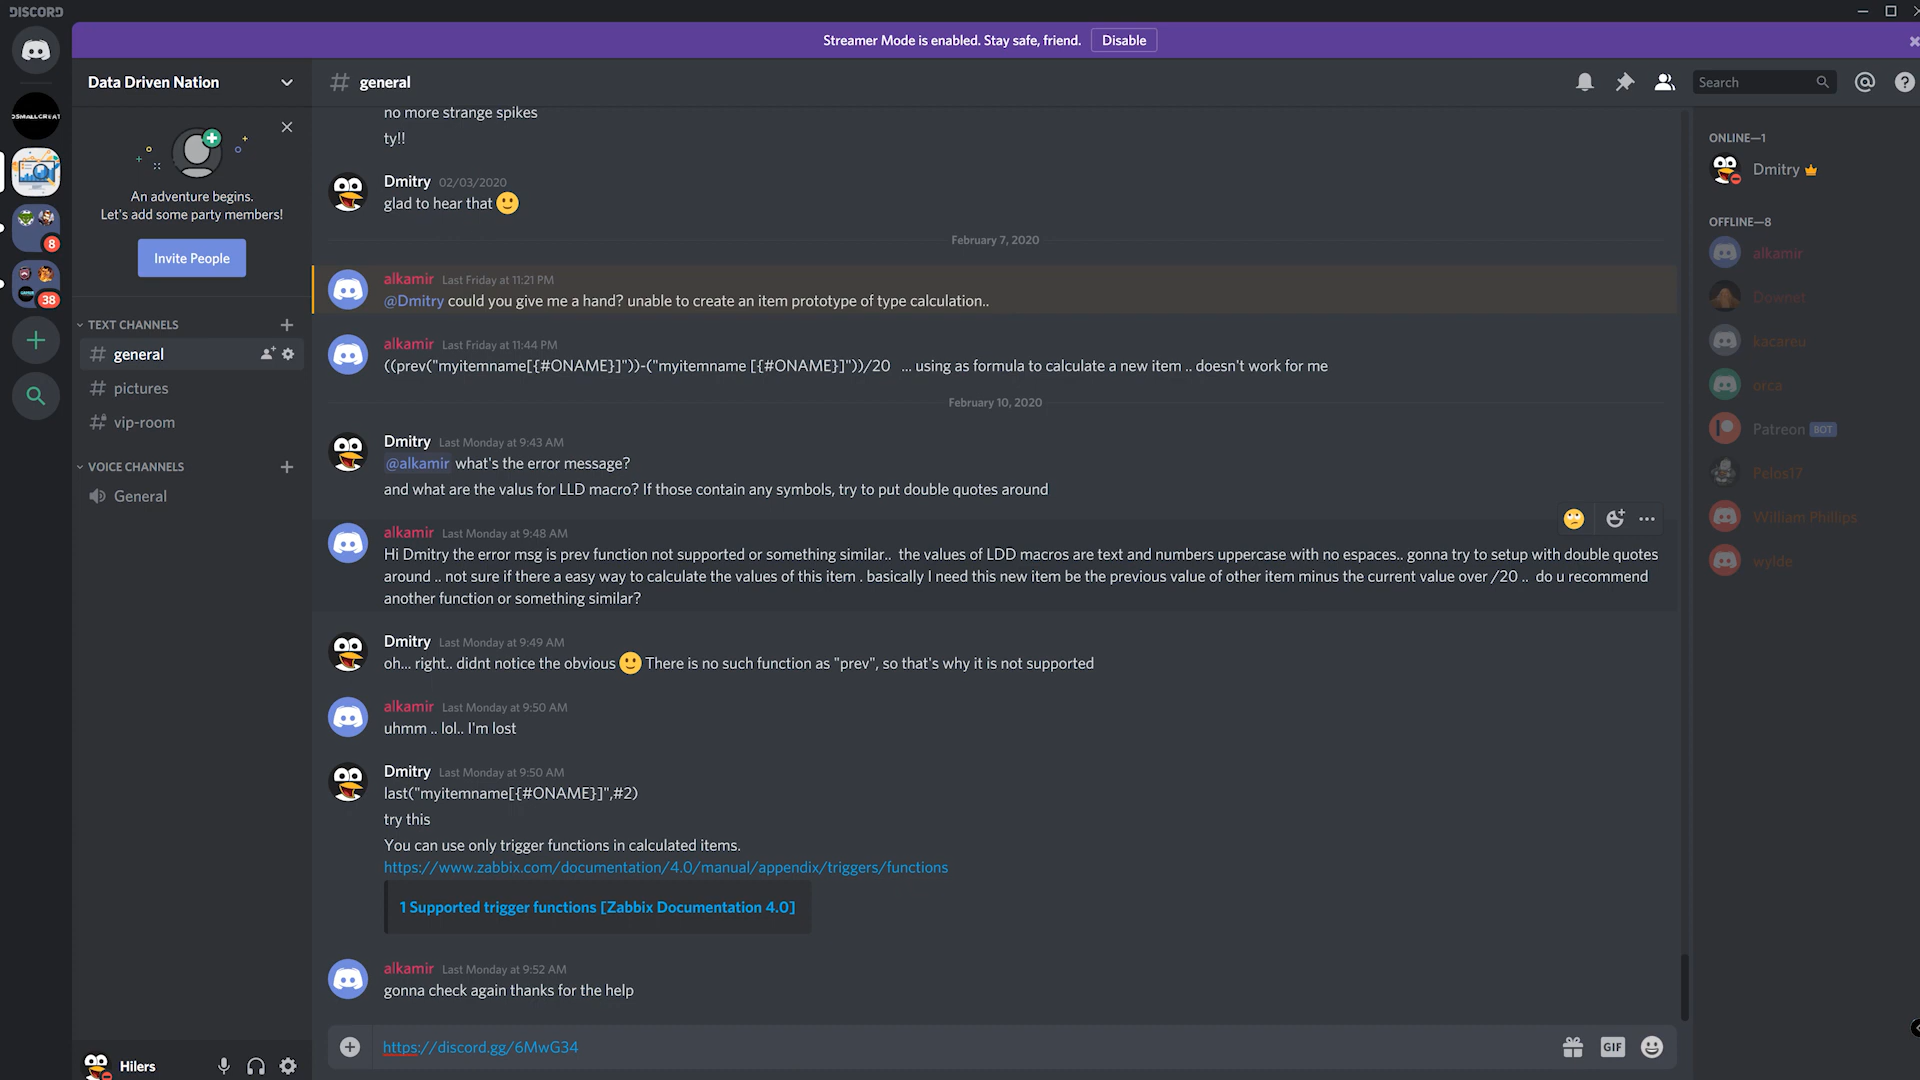 DISCORD
Streamer Mode is enabled. Stay safe, friend. Disable
Data Driven Nation
general
Search
OSMALLCREAT
An adventure begins.
Let's add some party members!
Invite People
8
38
TEXT CHANNELS
general
pictures
vip-room
VOICE CHANNELS
General
Hilers
no more strange spikes
ty!!
Dmitry 02/03/2020
glad to hear that
February 7, 2020
alkamir Last Friday at 11:21 PM
@Dmitry could you give me a hand? unable to create an item prototype of type calculation..
alkamir Last Friday at 11:44 PM
((prev("myitemname[{#ONAME}]"))-("myitemname [{#ONAME}]"))/20 ... using as formula to calculate a new item .. doesn't work for me
February 10, 2020
Dmitry Last Monday at 9:43 AM
@alkamir what's the error message?
and what are the valus for LLD macro? If those contain any symbols, try to put double quotes around
alkamir Last Monday at 9:48 AM
Hi Dmitry the error msg is prev function not supported or something similar.. the values of LDD macros are text and numbers uppercase with no espaces.. gonna try to setup with double quotes
around .. not sure if there a easy way to calculate the values of this item . basically I need this new item be the previous value of other item minus the current value over /20 .. do u recommend
another function or something similar?
Dmitry Last Monday at 9:49 AM
oh... right.. didnt notice the obvious There is no such function as "prev", so that's why it is not supported
alkamir Last Monday at 9:50 AM
uhmm .. lol.. I'm lost
Dmitry Last Monday at 9:50 AM
last("myitemname[{#ONAME}]",#2)
try this
You can use only trigger functions in calculated items.
https://www.zabbix.com/documentation/4.0/manual/appendix/triggers/functions
1 Supported trigger functions [Zabbix Documentation 4.0]
alkamir Last Monday at 9:52 AM
gonna check again thanks for the help
https://discord.gg/6MwG34
GIF
ONLINE—1
Dmitry
OFFLINE—8
alkamir
Downet
kacareu
orca
Patreon BOT
Pelos17
William Phillips
wylde